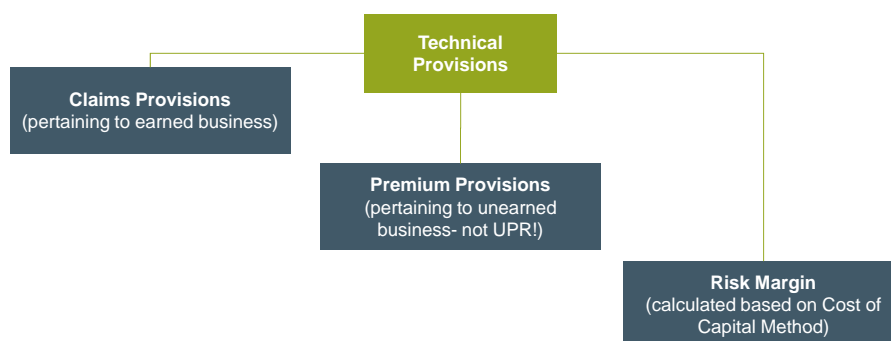 Technical
Provisions
Claims Provisions
(pertaining to earned business)
Premium Provisions
(pertaining to unearned
business- not UPR!)
Risk Margin
(calculated based on Cost of
Capital Method)